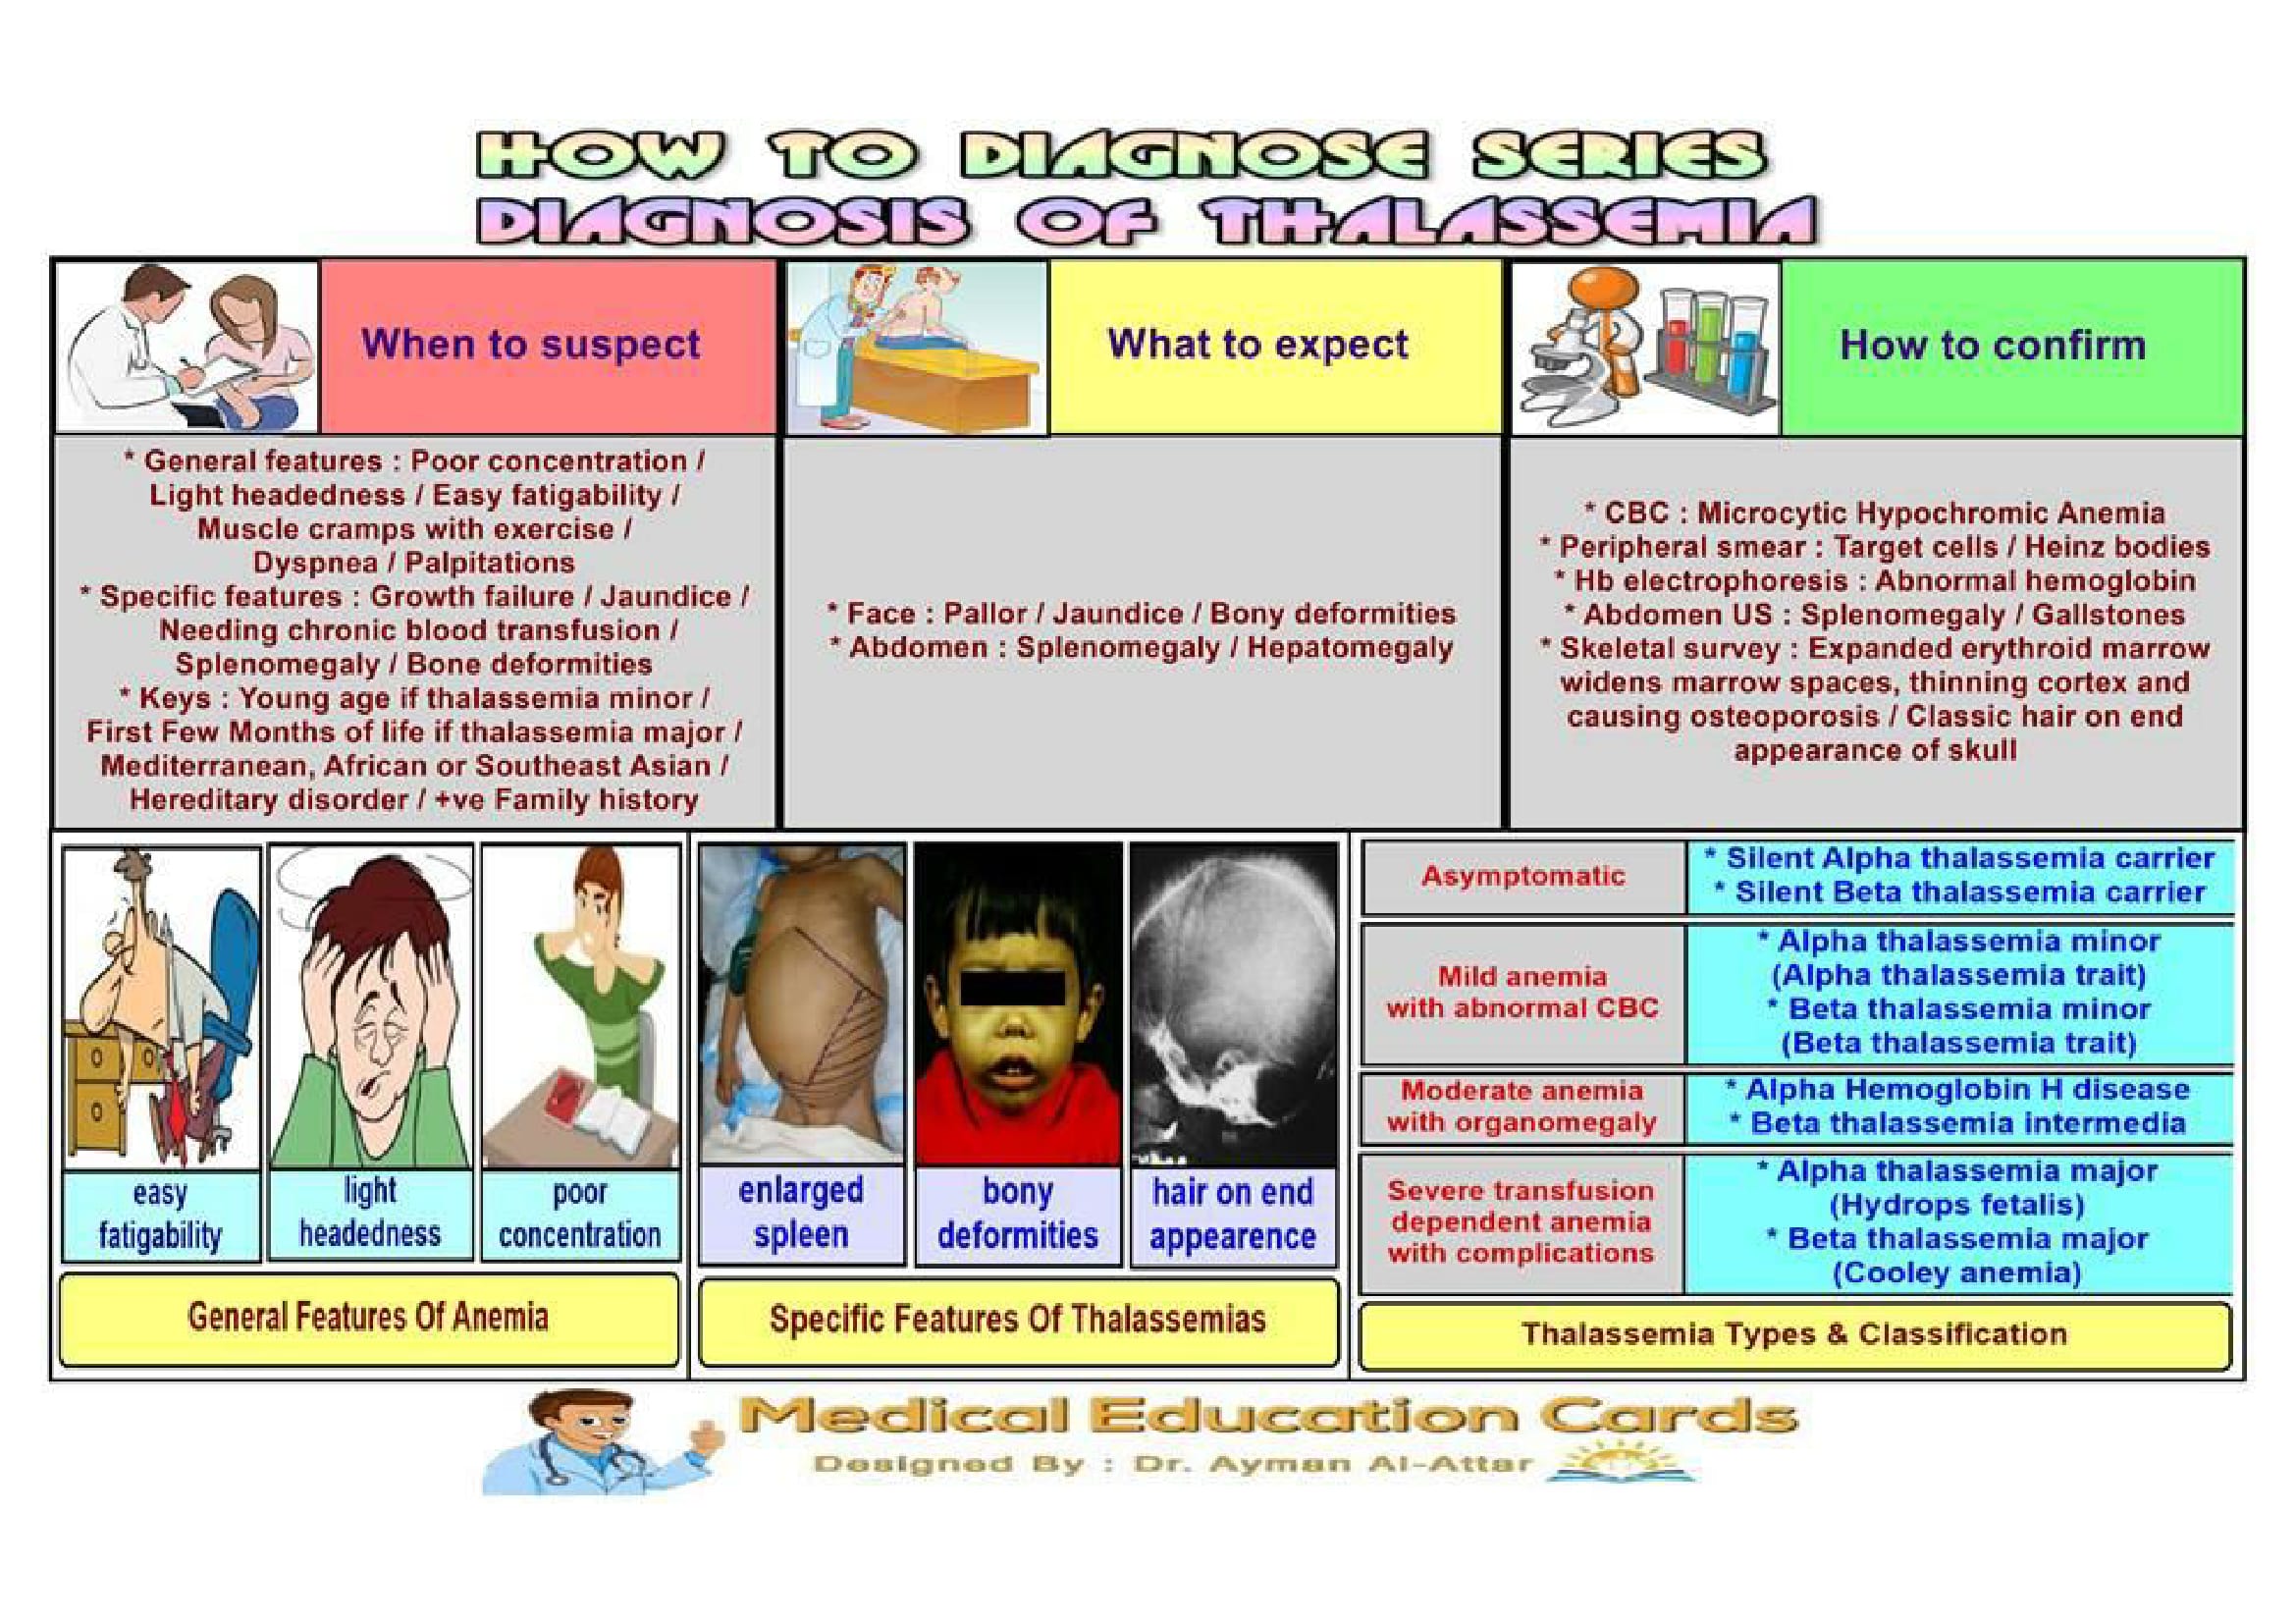 HOW TO DIAGNOSE SERIES
DIAGNOSIS OF THALASSEMIA
When to suspect
What to expect
How to confirm
* General features : Poor concentration /
Light headedness / Easy fatigability /
Muscle cramps with exercise /
Dyspnea / Palpitations
* Specific features : Growth failure / Jaundice /
Needing chronic blood transfusion /
Splenomegaly / Bone deformities
* Keys : Young age if thalassemia minor /
First Few Months of life if thalassemia major /
Mediterranean, African or Southeast Asian /
Hereditary disorder / +ve Family history
* Face : Pallor / Jaundice / Bony deformities
* Abdomen : Splenomegaly / Hepatomegaly
* CBC : Microcytic Hypochromic Anemia
* Peripheral smear : Target cells / Heinz bodies
* Hb electrophoresis : Abnormal hemoglobin
* Abdomen US : Splenomegaly / Gallstones
* Skeletal survey : Expanded erythroid marrow
widens marrow spaces, thinning cortex and
causing osteoporosis / Classic hair on end
appearance of skull
easy
fatigability
light
headedness
poor
concentration
General Features Of Anemia
enlarged
spleen
bony
deformities
hair on end
appearence
Specific Features Of Thalassemias
Asymptomatic
* Silent Alpha thalassemia carrier
* Silent Beta thalassemia carrier
Mild anemia
with abnormal CBC
* Alpha thalassemia minor
(Alpha thalassemia trait)
* Beta thalassemia minor
(Beta thalassemia trait)
Moderate anemia
with organomegaly
* Alpha Hemoglobin H disease
* Beta thalassemia intermedia
Severe transfusion
dependent anemia
with complications
* Alpha thalassemia major
(Hydrops fetalis)
* Beta thalassemia major
(Cooley anemia)
Thalassemia Types & Classification
Medical Education Cards
Designed By : Dr. Ayman Al-Attar